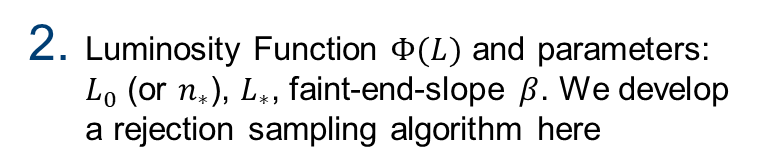 2. Luminosity Function Φ(L) and parameters:
L₀ (or n∗), L∗, faint-end-slope β. We develop
a rejection sampling algorithm here